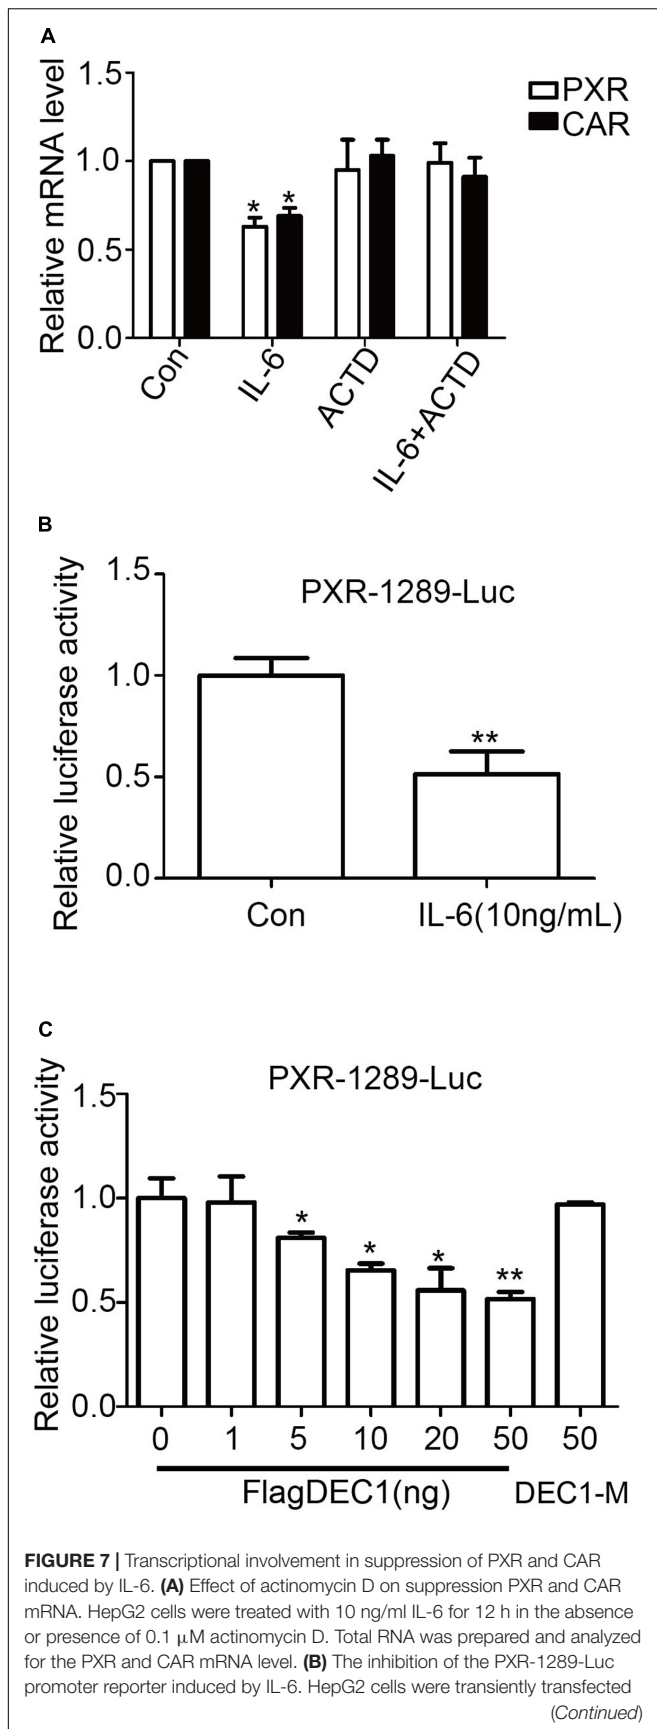 A
Relative mRNA level
1.5
1.0
0.5
0.0
PXR
CAR
*
*
Con
IL-6
ACTD
IL-6+ACTD
B
Relative luciferase activity
PXR-1289-Luc
1.5
1.0
0.5
0.0
**
Con
IL-6(10ng/mL)
C
Relative luciferase activity
PXR-1289-Luc
1.5
1.0
0.5
0.0
*
*
*
**
0 1 5 10 20 50 50
FlagDEC1(ng) DEC1-M
FIGURE 7 | Transcriptional involvement in suppression of PXR and CAR
induced by IL-6. (A) Effect of actinomycin D on suppression PXR and CAR
mRNA. HepG2 cells were treated with 10 ng/ml IL-6 for 12 h in the absence
or presence of 0.1 μM actinomycin D. Total RNA was prepared and analyzed
for the PXR and CAR mRNA level. (B) The inhibition of the PXR-1289-Luc
promoter reporter induced by IL-6. HepG2 cells were transiently transfected
(Continued)